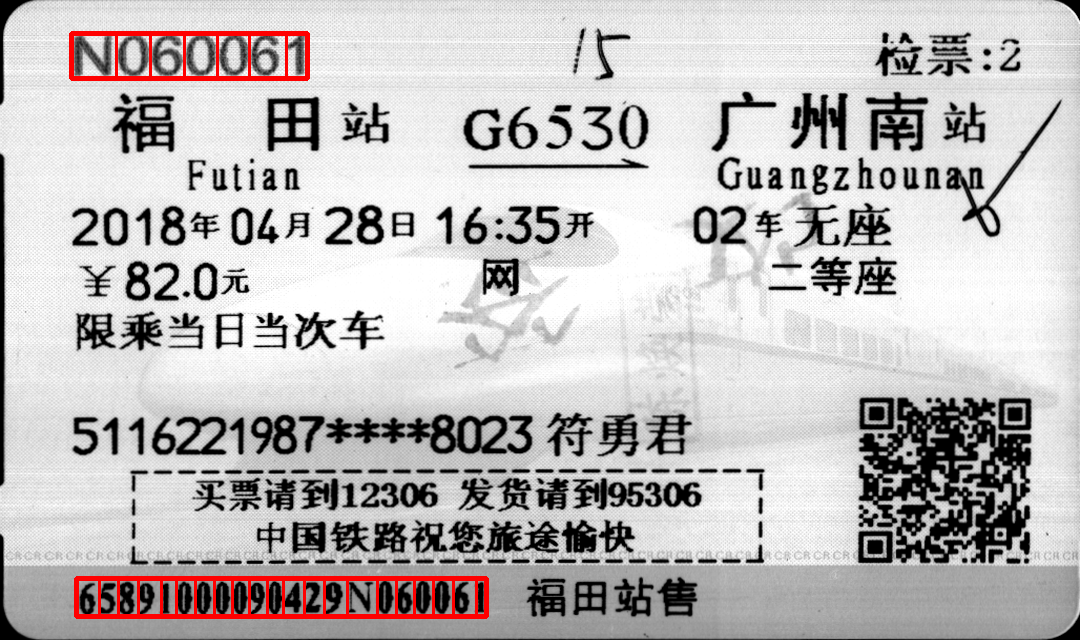 N060061 15 检票:2
福田站 G6530 广州南站
Futian Guangzhounan
2018年04月28日 16:35开 02车无座
￥82.0元 网 二等座
限乘当日当次车
5116221987****8023 符勇君
买票请到12306 发货请到95306
中国铁路祝您旅途愉快
65891000090429N060061 福田站售